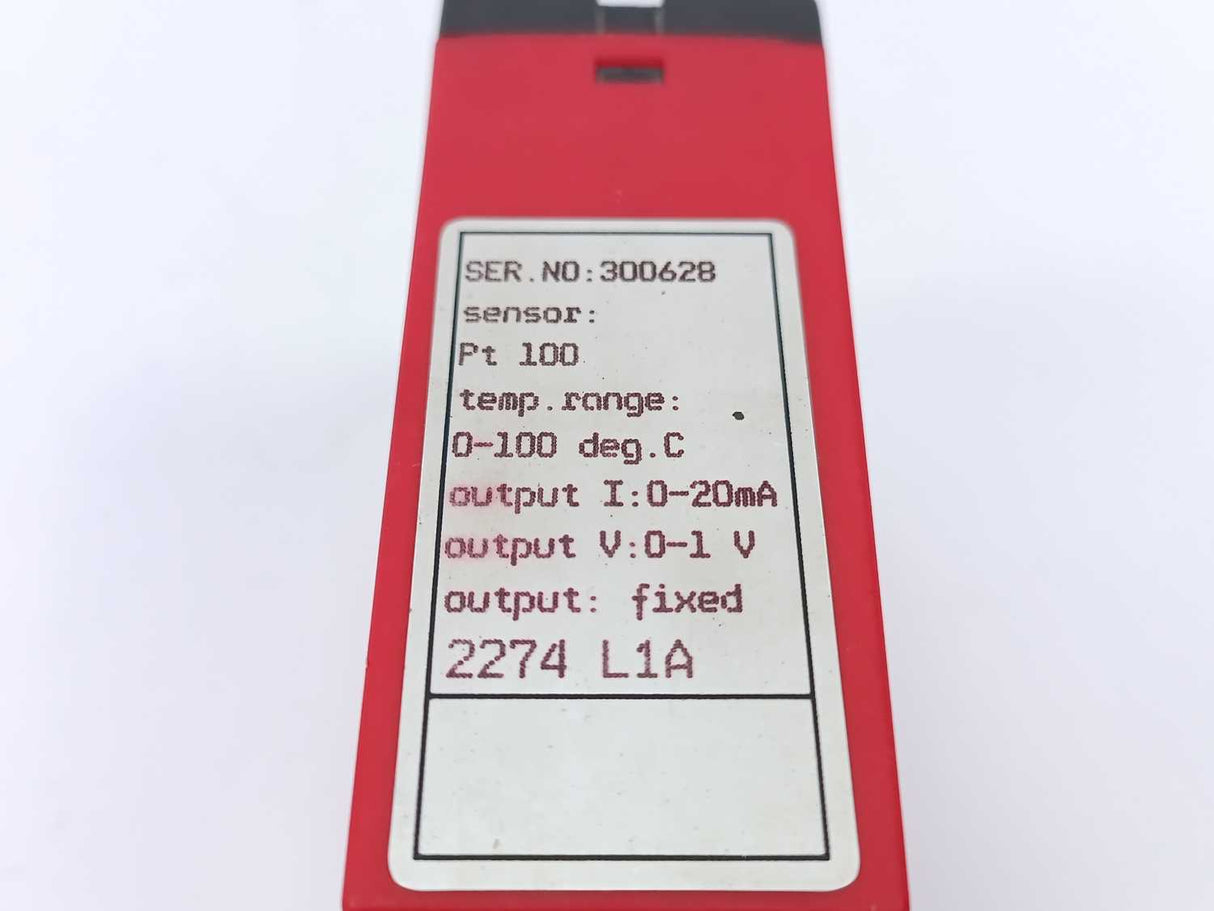 SER.NO:300628
sensor:
Pt 100
temp.range:
0-100 deg.C
output I:0-20mA
output V:0-1 V
output: fixed
2274 L1A